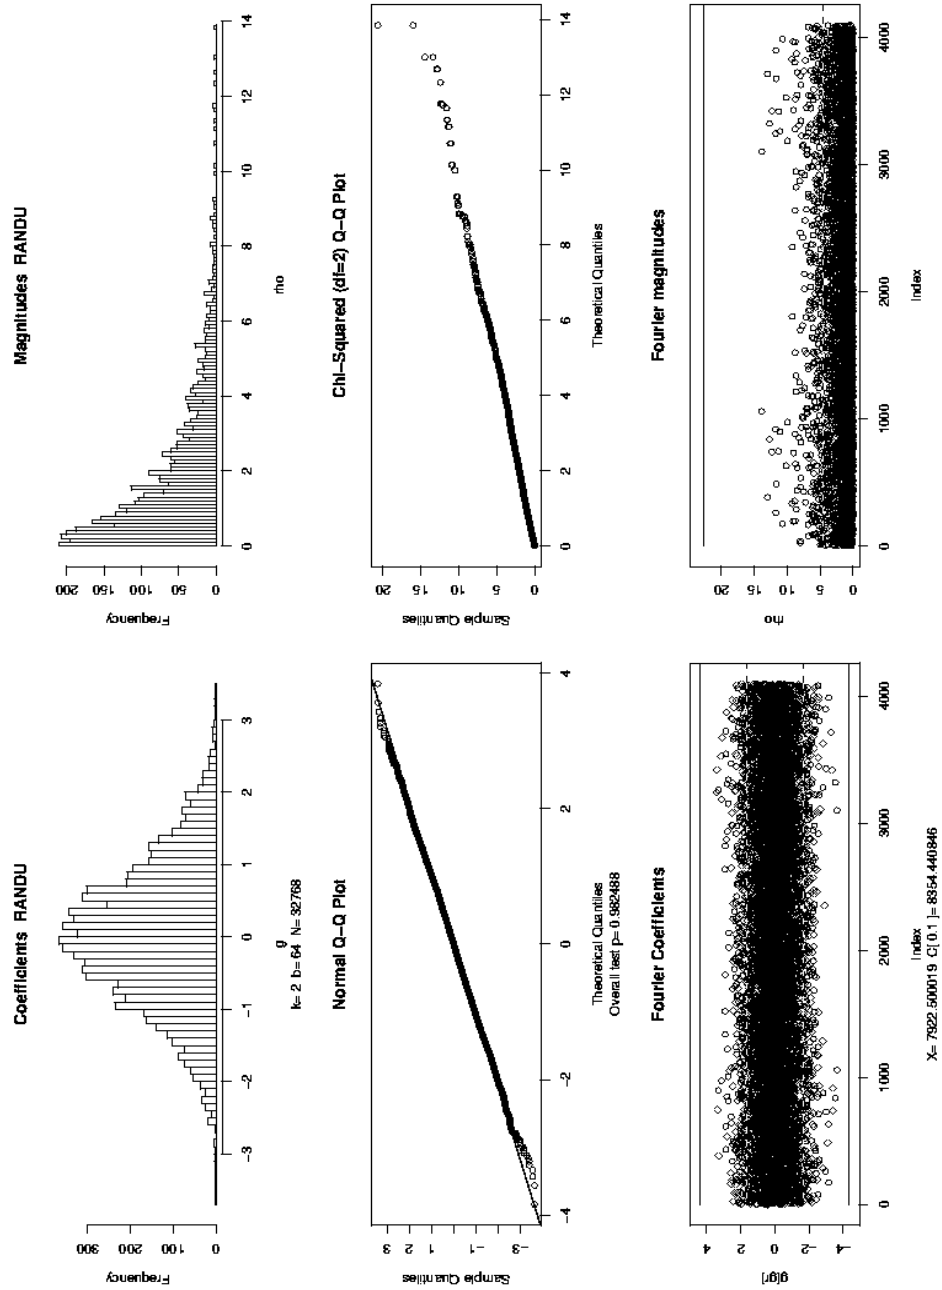 Coefficients RANDU
Frequency
0 100 200 300
-3 -2 -1 0 1 2 3
g
k= 2 b= 64 N= 32768
Magnitudes RANDU
Frequency
0 50 100 150 200
0 2 4 6 8 10 12 14
rho
Normal Q-Q Plot
Sample Quantiles
-3 -1 1 2 3
-4 -2 0 2 4
Theoretical Quantiles
Overall test p= 0.982488
Chi-Squared (df=2) Q-Q Plot
Sample Quantiles
0 5 10 15 20
0 2 4 6 8 10 12 14
Theoretical Quantiles
Fourier Coefficients
g[gr]
-4 -2 0 2 4
0 1000 2000 3000 4000
Index
X= 7922.500019 C[ 0.1 ]= 8354.440846
Fourier magnitudes
rho
0 5 10 15 20
0 1000 2000 3000 4000
Index